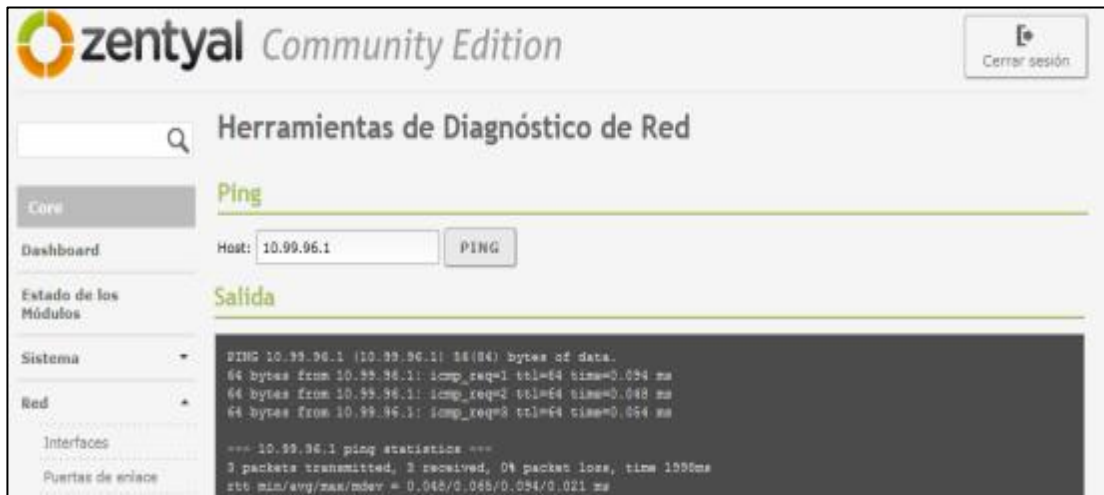 zentyal Community Edition
Cerrar sesión
Herramientas de Diagnóstico de Red
Core
Dashboard
Estado de los
Módulos
Sistema
Red
Interfaces
Puertas de enlace
Ping
Host: 10.99.96.1 PING
Salida
PING 10.99.96.1 (10.99.96.1) 56(84) bytes of data.
64 bytes from 10.99.96.1: icmp_req=1 ttl=64 time=0.094 ms
64 bytes from 10.99.96.1: icmp_req=2 ttl=64 time=0.048 ms
64 bytes from 10.99.96.1: icmp_req=3 ttl=64 time=0.054 ms
--- 10.99.96.1 ping statistics ---
3 packets transmitted, 3 received, 0% packet loss, time 1998ms
rtt min/avg/max/mdev = 0.048/0.065/0.094/0.021 ms